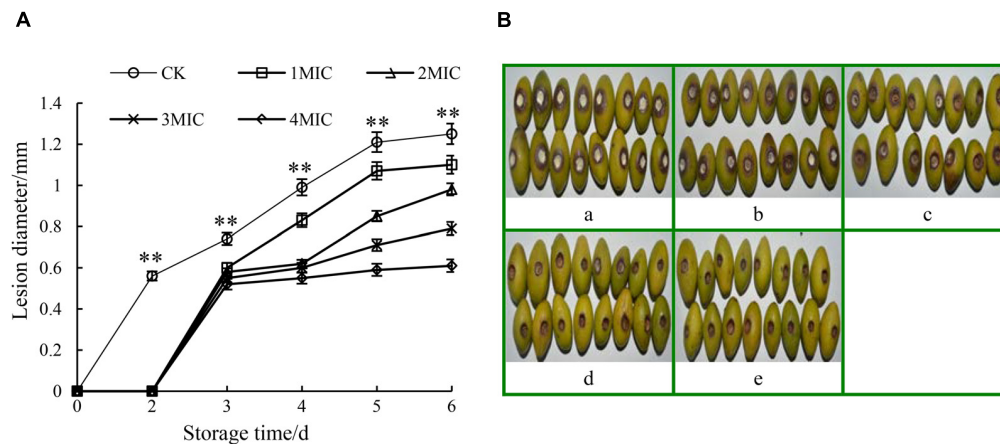 A
B
CK 1MIC 2MIC
3MIC 4MIC
Lesion diameter/mm
1.4
1.2
1
0.8
0.6
0.4
0.2
0
** ** ** ** **
0 2 3 4 5 6
Storage time/d
a b c
d e